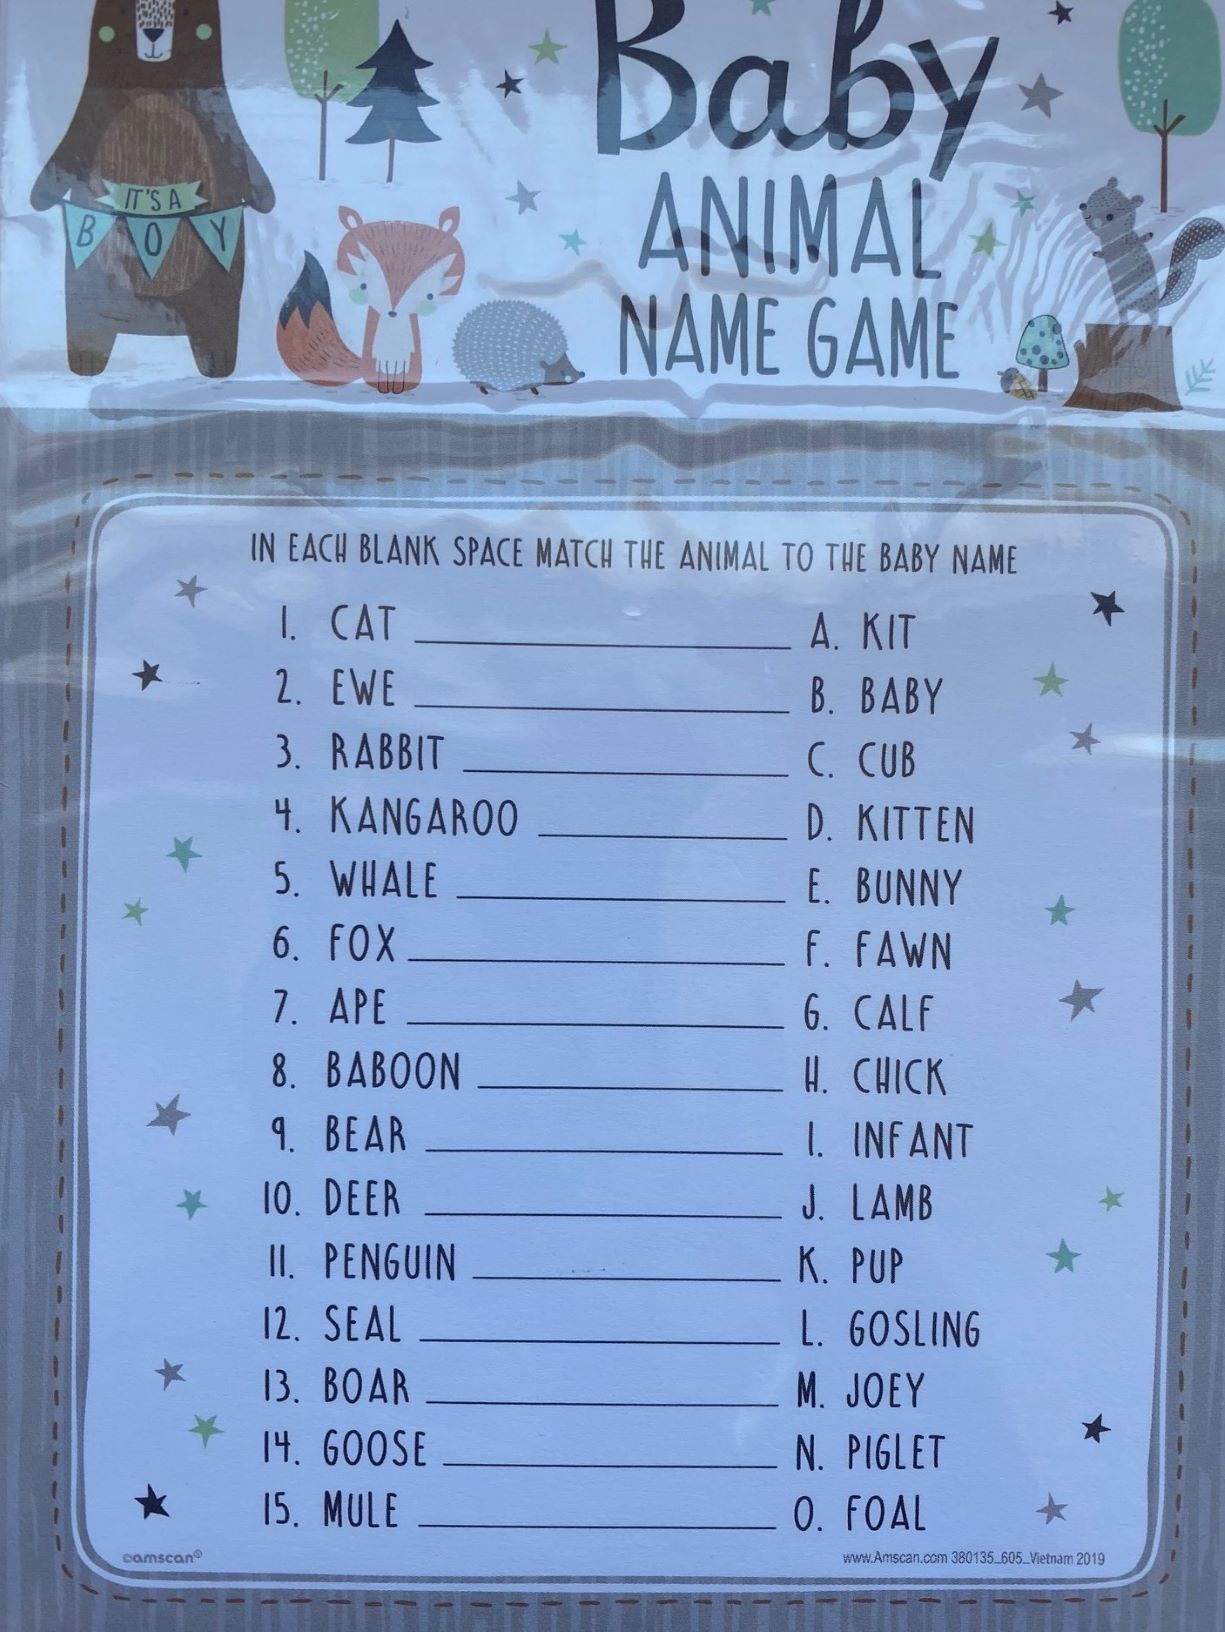 IT'S A
BOY
Baby
ANIMAL
NAME GAME
IN EACH BLANK SPACE MATCH THE ANIMAL TO THE BABY NAME
1. CAT A. KIT
2. EWE B. BABY
3. RABBIT C. CUB
4. KANGAROO D. KITTEN
5. WHALE E. BUNNY
6. FOX F. FAWN
7. APE G. CALF
8. BABOON H. CHICK
9. BEAR I. INFANT
10. DEER J. LAMB
11. PENGUIN K. PUP
12. SEAL L. GOSLING
13. BOAR M. JOEY
14. GOOSE N. PIGLET
15. MULE O. FOAL
©amscan® www.Amscan.com 380135_605_Vietnam 2019